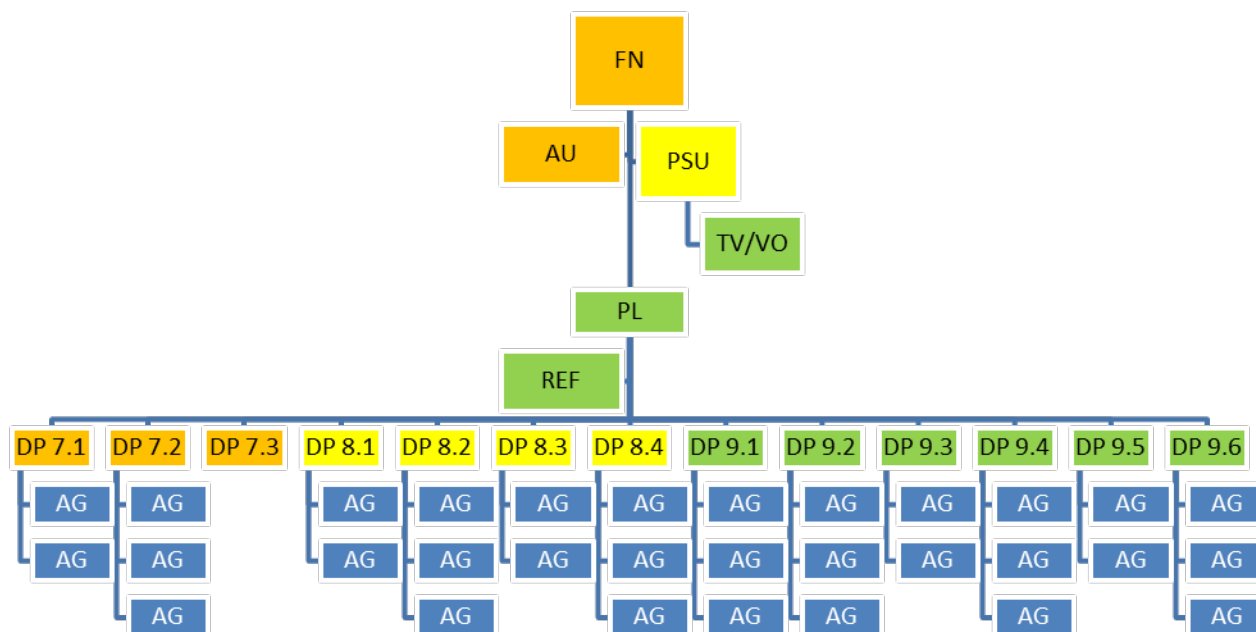 FN
AU
PSU
TV/VO
PL
REF
DP 7.1 DP 7.2 DP 7.3 DP 8.1 DP 8.2 DP 8.3 DP 8.4 DP 9.1 DP 9.2 DP 9.3 DP 9.4 DP 9.5 DP 9.6
AG AG AG AG AG AG AG AG AG AG AG AG
AG AG AG AG AG AG AG AG AG AG AG AG
AG AG AG AG AG AG AG